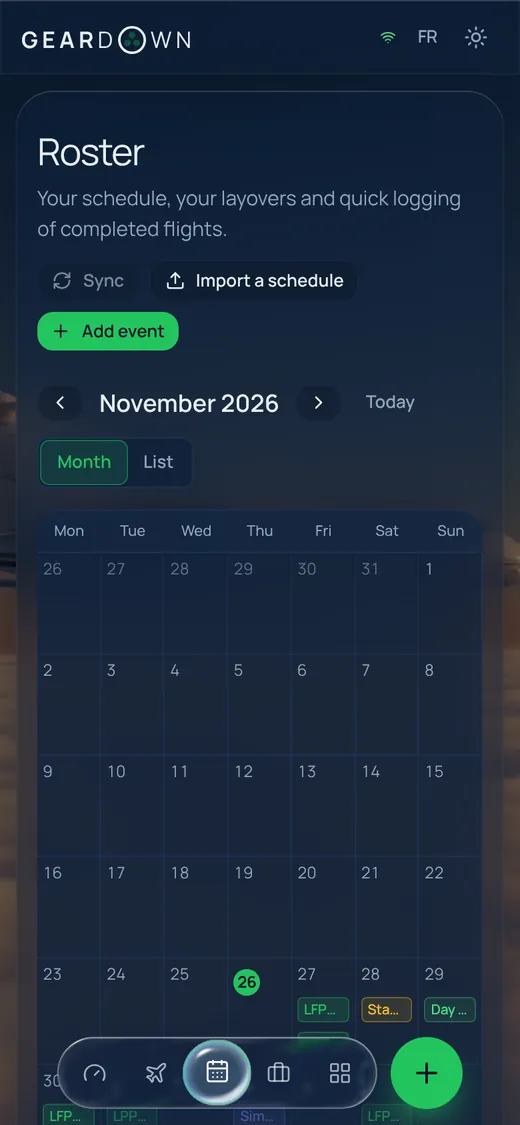 GEARDOWN FR
Roster
Your schedule, your layovers and quick logging
of completed flights.
Sync Import a schedule
+ Add event
November 2026 Today
Month List
Mon Tue Wed Thu Fri Sat Sun
26 27 28 29 30 31 1
2 3 4 5 6 7 8
9 10 11 12 13 14 15
16 17 18 19 20 21 22
23 24 25 26 27 28 29
LFP... Sta... Day ...
30
LFP... LPP... Sim... LFP...